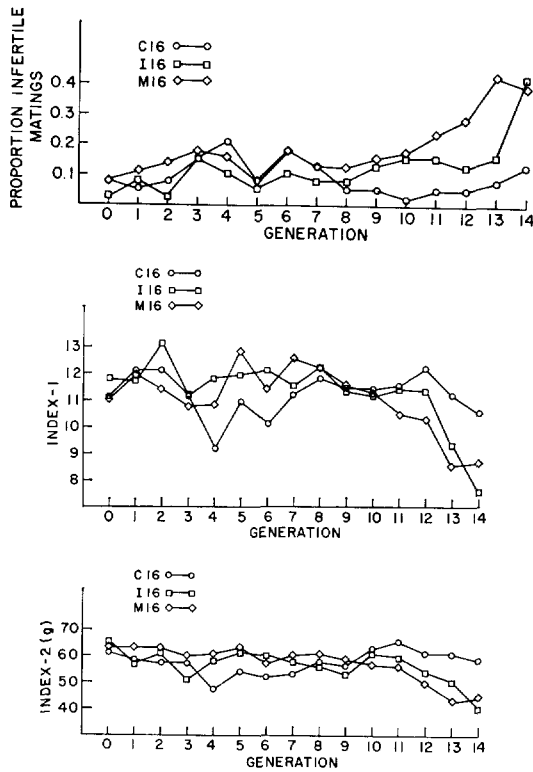 PROPORTION INFERTILE
MATINGS
C16
I16
M16
0.4
0.3
0.2
0.1
0 1 2 3 4 5 6 7 8 9 10 11 12 13 14
GENERATION
INDEX-1
C16
I16
M16
13
12
11
10
9
8
0 1 2 3 4 5 6 7 8 9 10 11 12 13 14
GENERATION
INDEX-2 (g)
C16
I16
M16
70
60
50
40
0 1 2 3 4 5 6 7 8 9 10 11 12 13 14
GENERATION